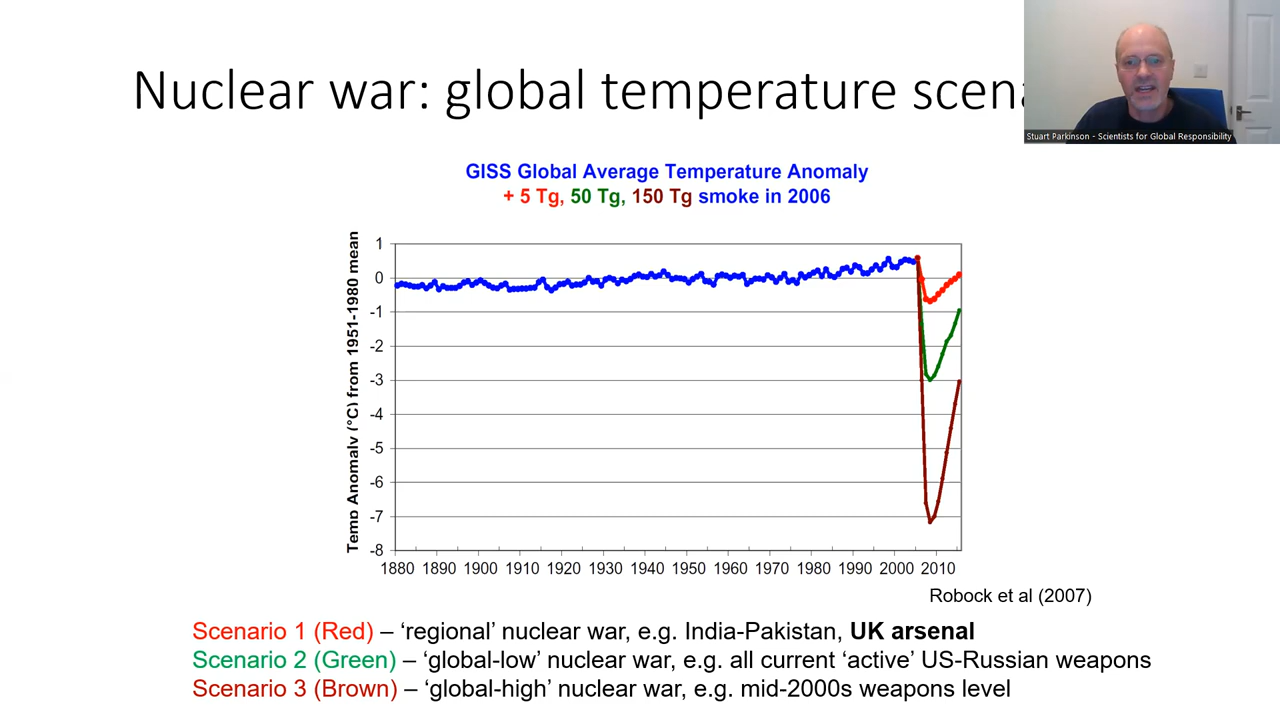 Nuclear war: global temperature scena
Stuart Parkinson - Scientists for Global Responsibility
GISS Global Average Temperature Anomaly
+ 5 Tg, 50 Tg, 150 Tg smoke in 2006
Temp Anomaly (°C) from 1951-1980 mean
1
0
-1
-2
-3
-4
-5
-6
-7
-8
1880 1890 1900 1910 1920 1930 1940 1950 1960 1970 1980 1990 2000 2010
Robock et al (2007)
Scenario 1 (Red) – ‘regional’ nuclear war, e.g. India-Pakistan, UK arsenal
Scenario 2 (Green) – ‘global-low’ nuclear war, e.g. all current ‘active’ US-Russian weapons
Scenario 3 (Brown) – ‘global-high’ nuclear war, e.g. mid-2000s weapons level